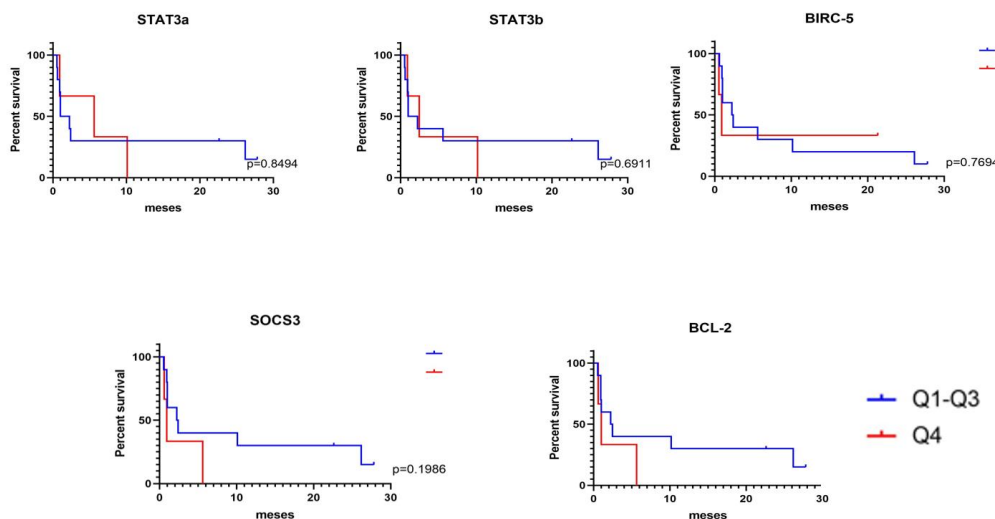 STAT3a
STAT3b
BIRC-5
Percent survival
100
50
0
0 10 20 30
meses
p=0.8494
Percent survival
100
50
0
0 10 20 30
meses
p=0.6911
Percent survival
100
50
0
0 10 20 30
meses
p=0.7694
SOCS3
BCL-2
Percent survival
100
50
0
0 10 20 30
meses
p=0.1986
Percent survival
100
50
0
0 10 20 30
meses
Q1-Q3
Q4